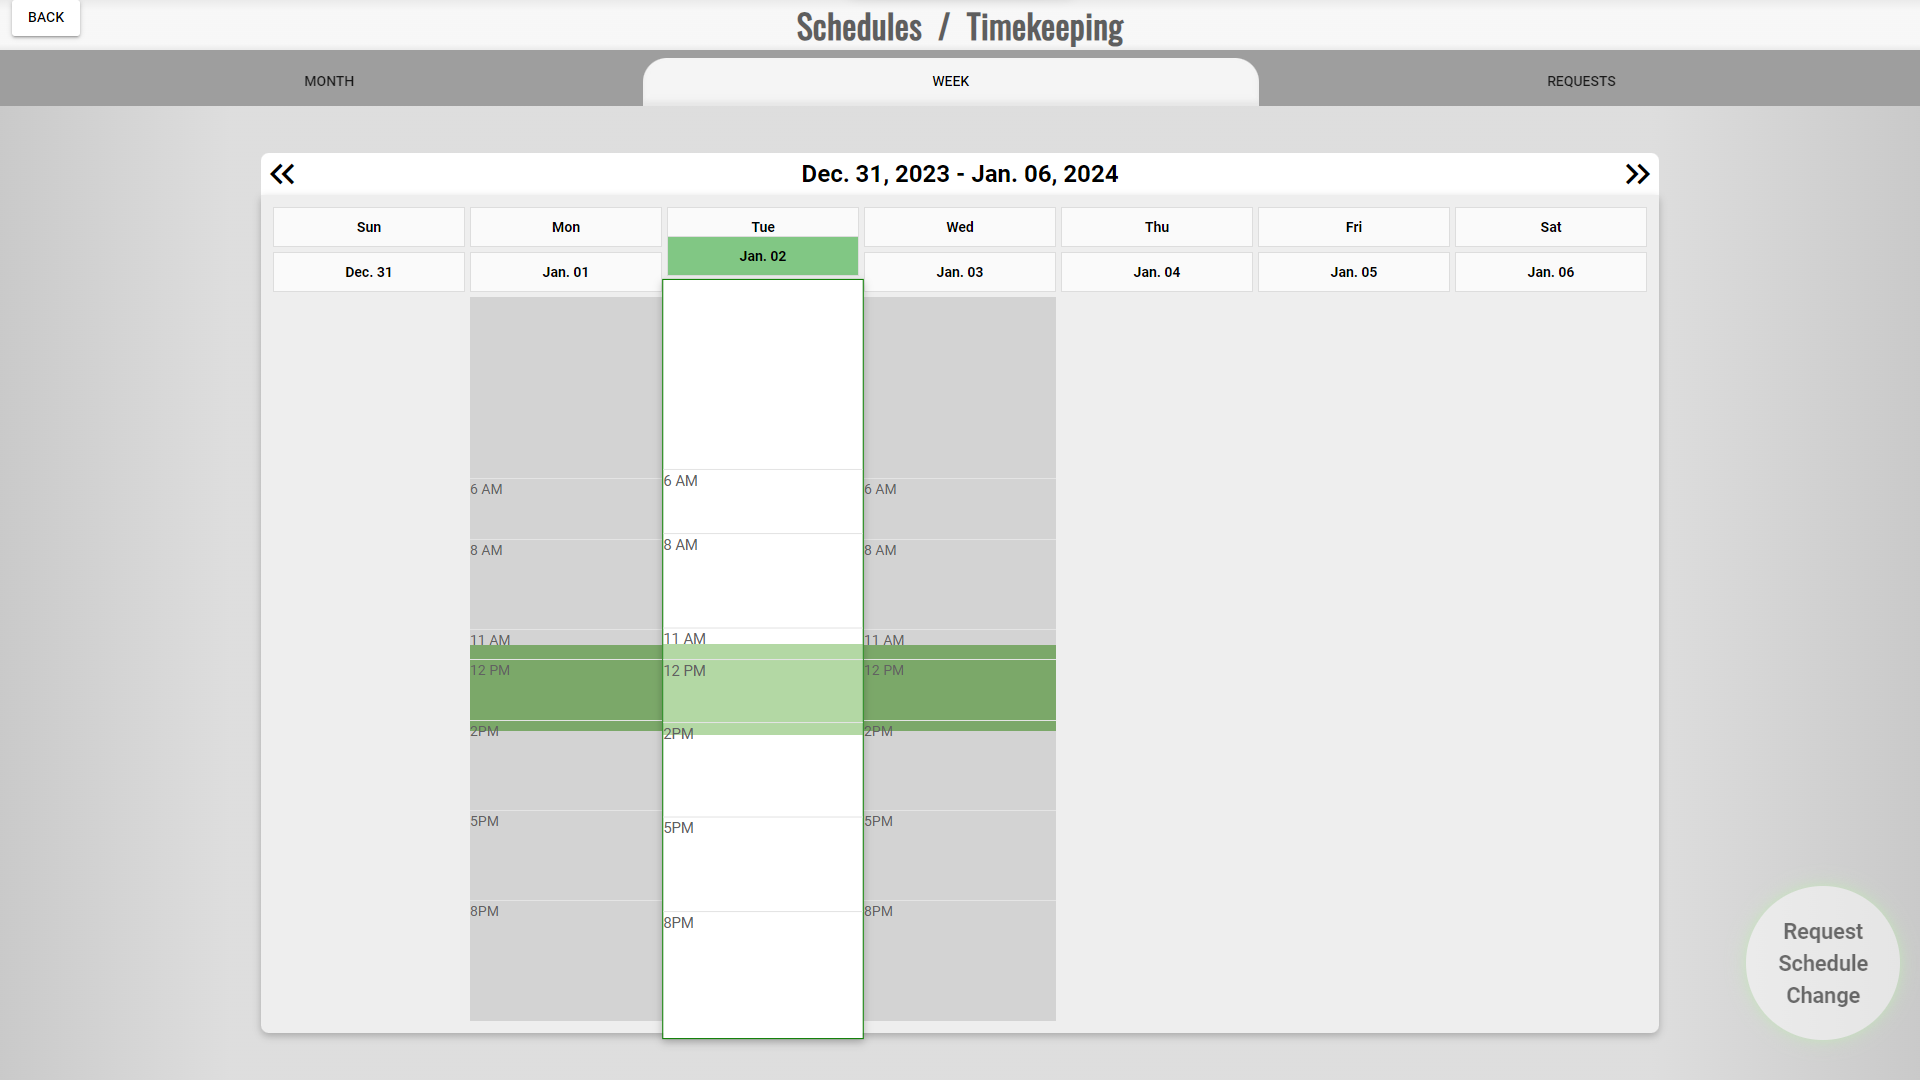 BACK
Schedules / Timekeeping
MONTH WEEK REQUESTS
Dec. 31, 2023 - Jan. 06, 2024
Sun Mon Tue Wed Thu Fri Sat
Dec. 31 Jan. 01 Jan. 02 Jan. 03 Jan. 04 Jan. 05 Jan. 06
6 AM 6 AM 6 AM
8 AM 8 AM 8 AM
11 AM 11 AM 11 AM
12 PM 12 PM 12 PM
2PM 2PM 2PM
5PM 5PM 5PM
8PM 8PM 8PM
Request
Schedule
Change